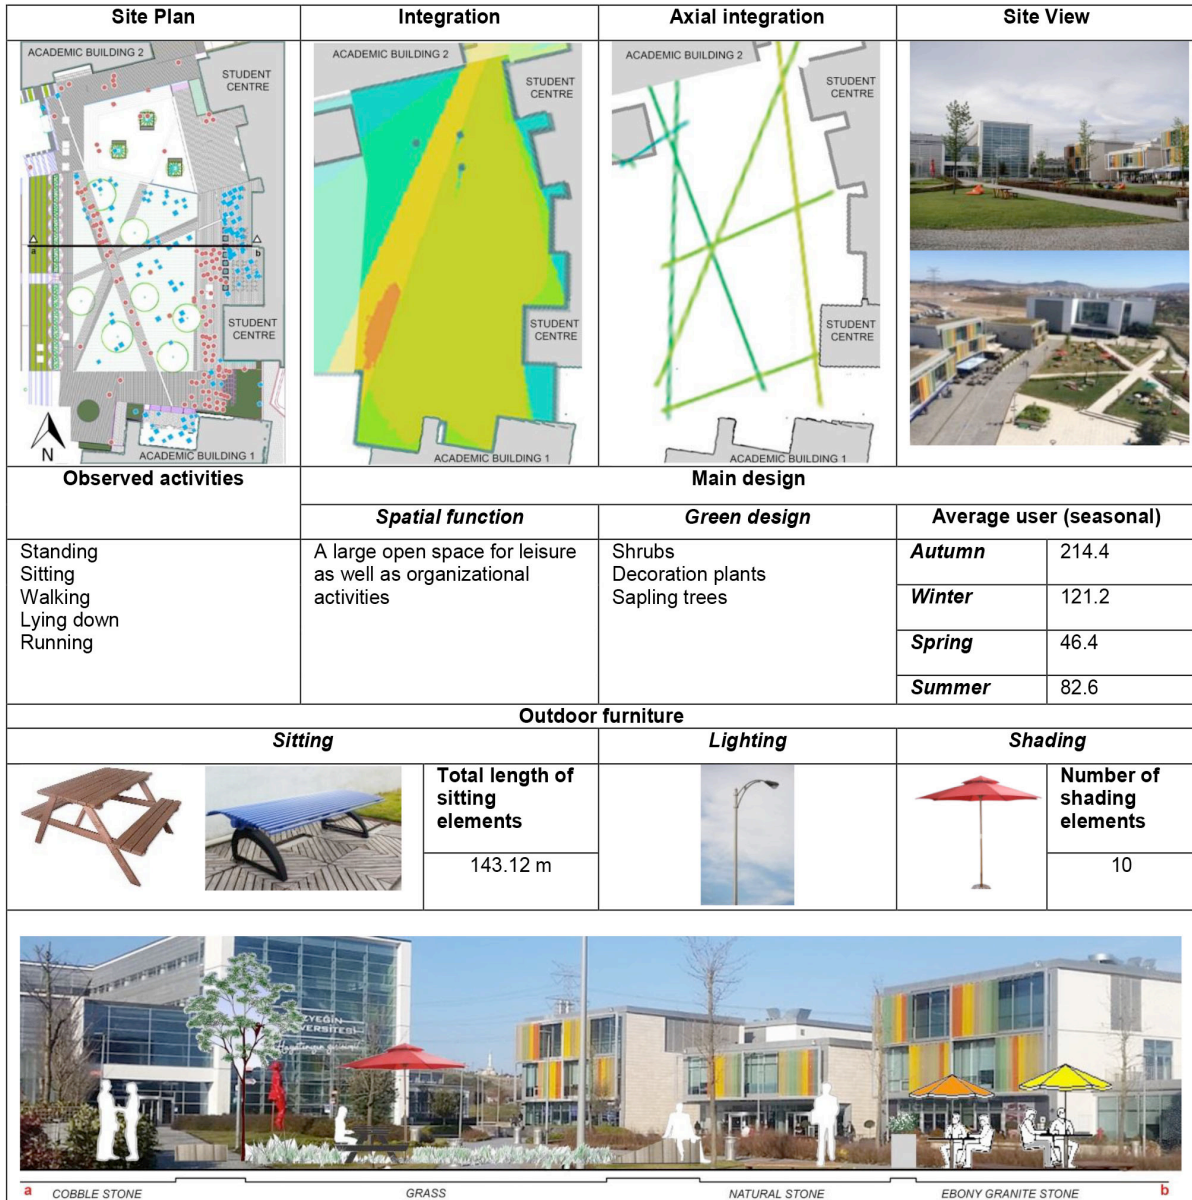 Site Plan
Integration
Axial integration
Site View
ACADEMIC BUILDING 2
STUDENT
CENTRE
STUDENT
CENTRE
ACADEMIC BUILDING 1
a
b
N
ACADEMIC BUILDING 2
STUDENT
CENTRE
STUDENT
CENTRE
ACADEMIC BUILDING 1
ACADEMIC BUILDING 2
STUDENT
CENTRE
STUDENT
CENTRE
ACADEMIC BUILDING 1
Observed activities
Main design
Spatial function
Green design
Average user (seasonal)
Standing
Sitting
Walking
Lying down
Running
A large open space for leisure
as well as organizational
activities
Shrubs
Decoration plants
Sapling trees
Autumn 214.4
Winter 121.2
Spring 46.4
Summer 82.6
Outdoor furniture
Sitting
Lighting
Shading
Total length of
sitting
elements
143.12 m
Number of
shading
elements
10
ZYEĞİN
VERSİTESİ
a
COBBLE STONE
GRASS
NATURAL STONE
EBONY GRANITE STONE
b